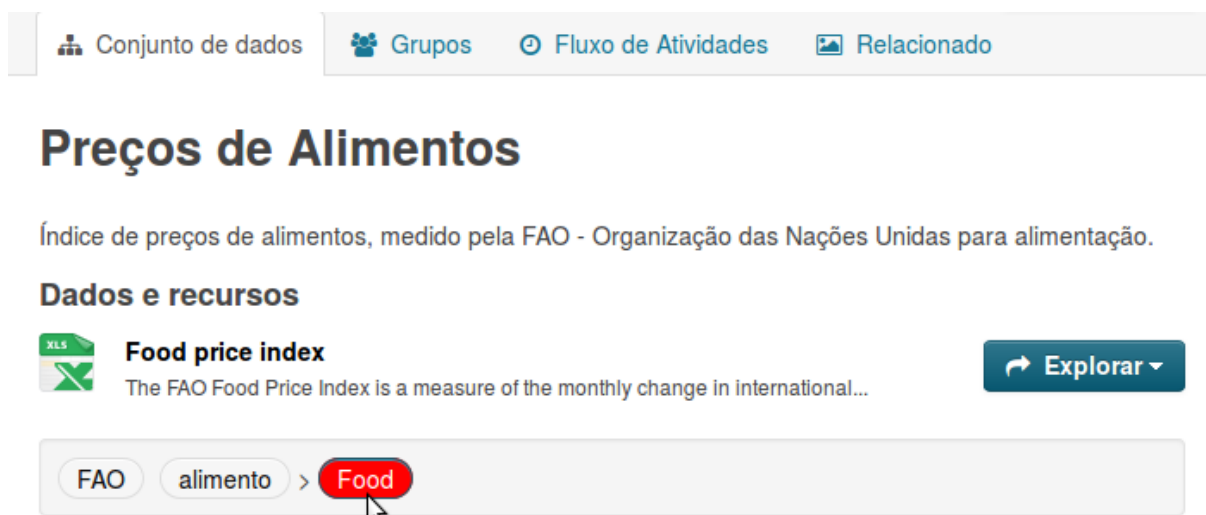 Conjunto de dados Grupos Fluxo de Atividades Relacionado
Preços de Alimentos
Índice de preços de alimentos, medido pela FAO - Organização das Nações Unidas para alimentação.
Dados e recursos
XLS
Food price index
Explorar
The FAO Food Price Index is a measure of the monthly change in international...
FAO alimento > Food